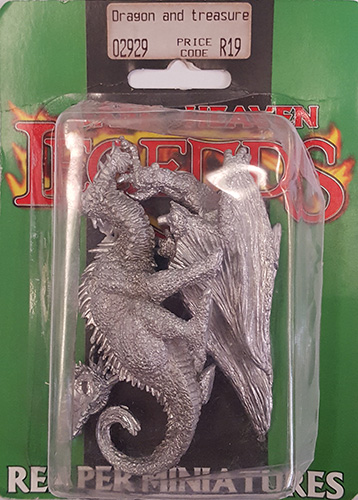 Dragon and treasure
02929 PRICE CODE R19
HEAVEN
LEGENDS
REAPER MINIATURES